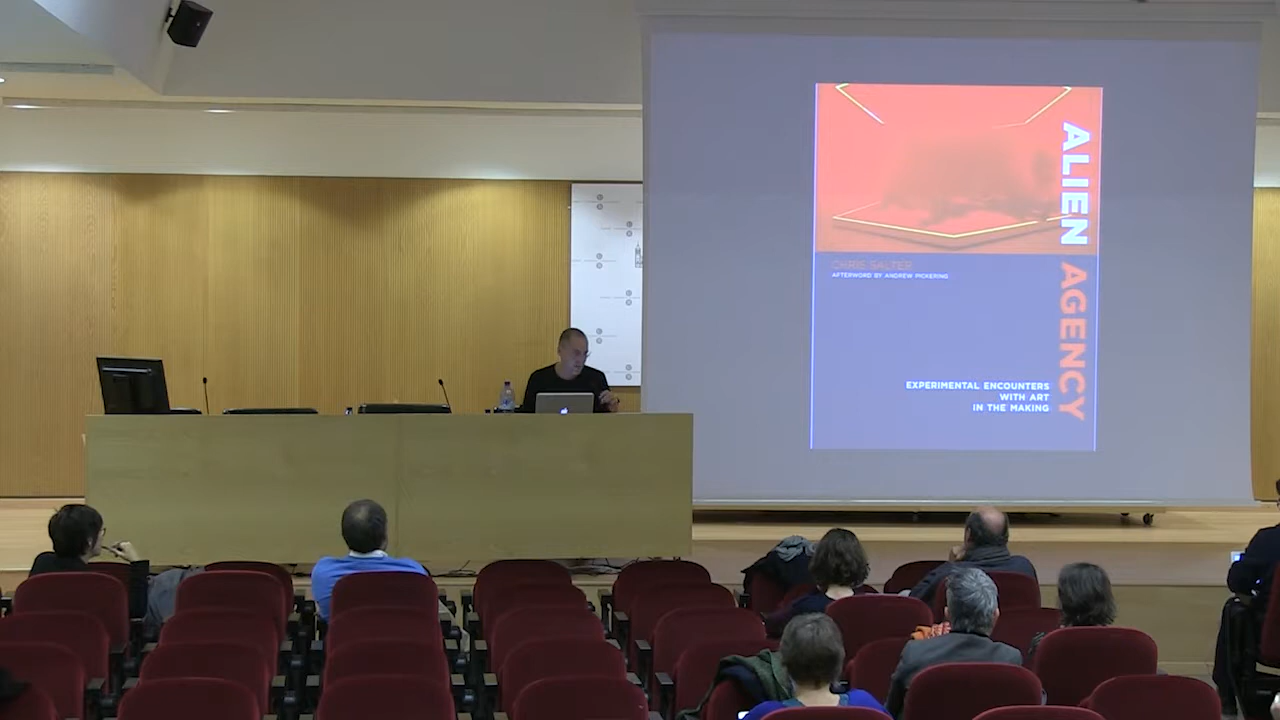 ALIEN AGENCY
CHRIS SALTER
AFTERWORD BY ANDREW PICKERING
EXPERIMENTAL ENCOUNTERS
WITH ART
IN THE MAKING